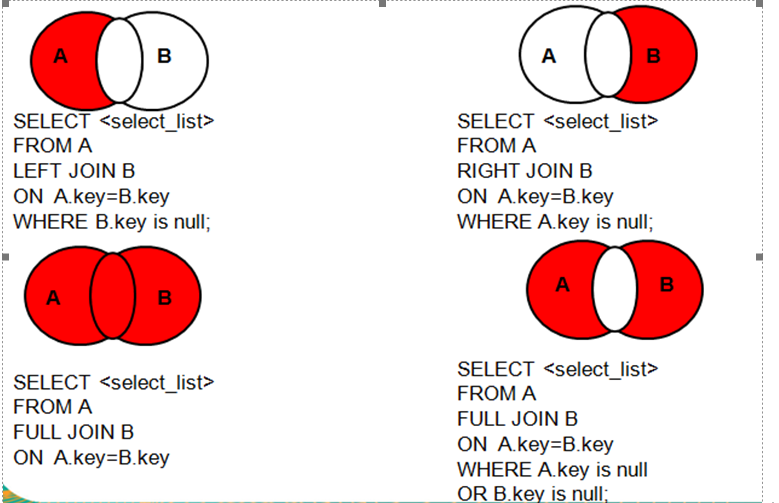 A B
SELECT <select_list>
FROM A
LEFT JOIN B
ON A.key=B.key
WHERE B.key is null;
A B
SELECT <select_list>
FROM A
RIGHT JOIN B
ON A.key=B.key
WHERE A.key is null;
A B
SELECT <select_list>
FROM A
FULL JOIN B
ON A.key=B.key
A B
SELECT <select_list>
FROM A
FULL JOIN B
ON A.key=B.key
WHERE A.key is null
OR B.key is null;